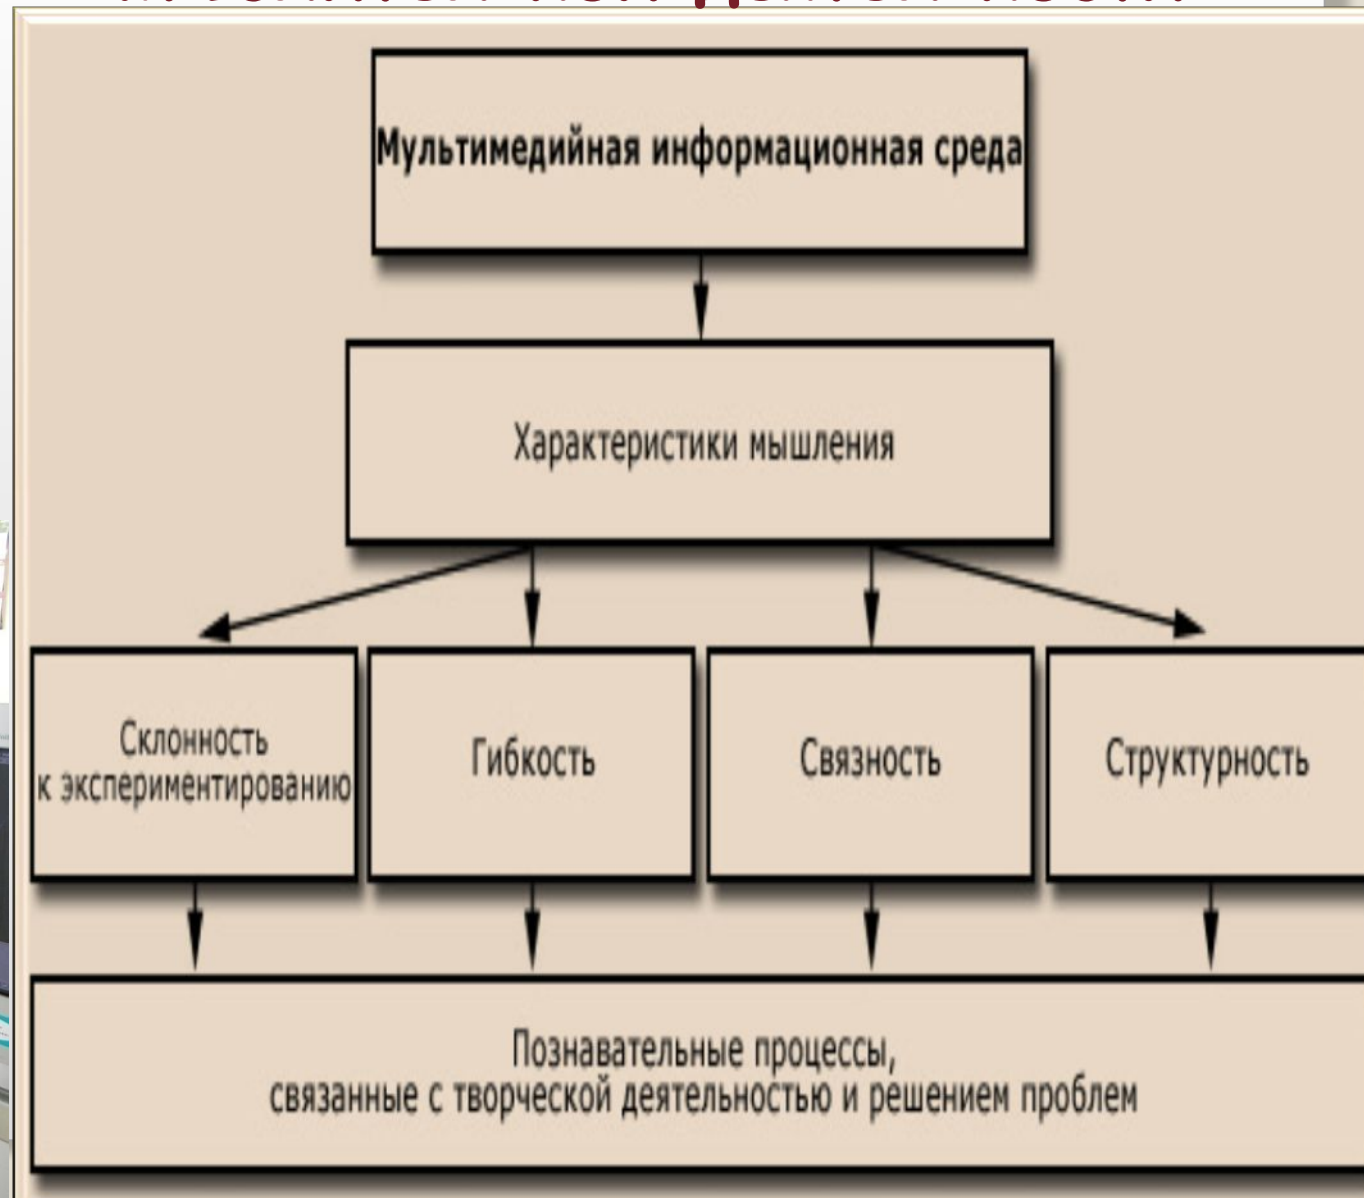 Мультимедийная информационная среда
Характеристики мышления
Склонность
к экспериментированию
Гибкость
Связность
Структурность
Познавательные процессы,
связанные с творческой деятельностью и решением проблем